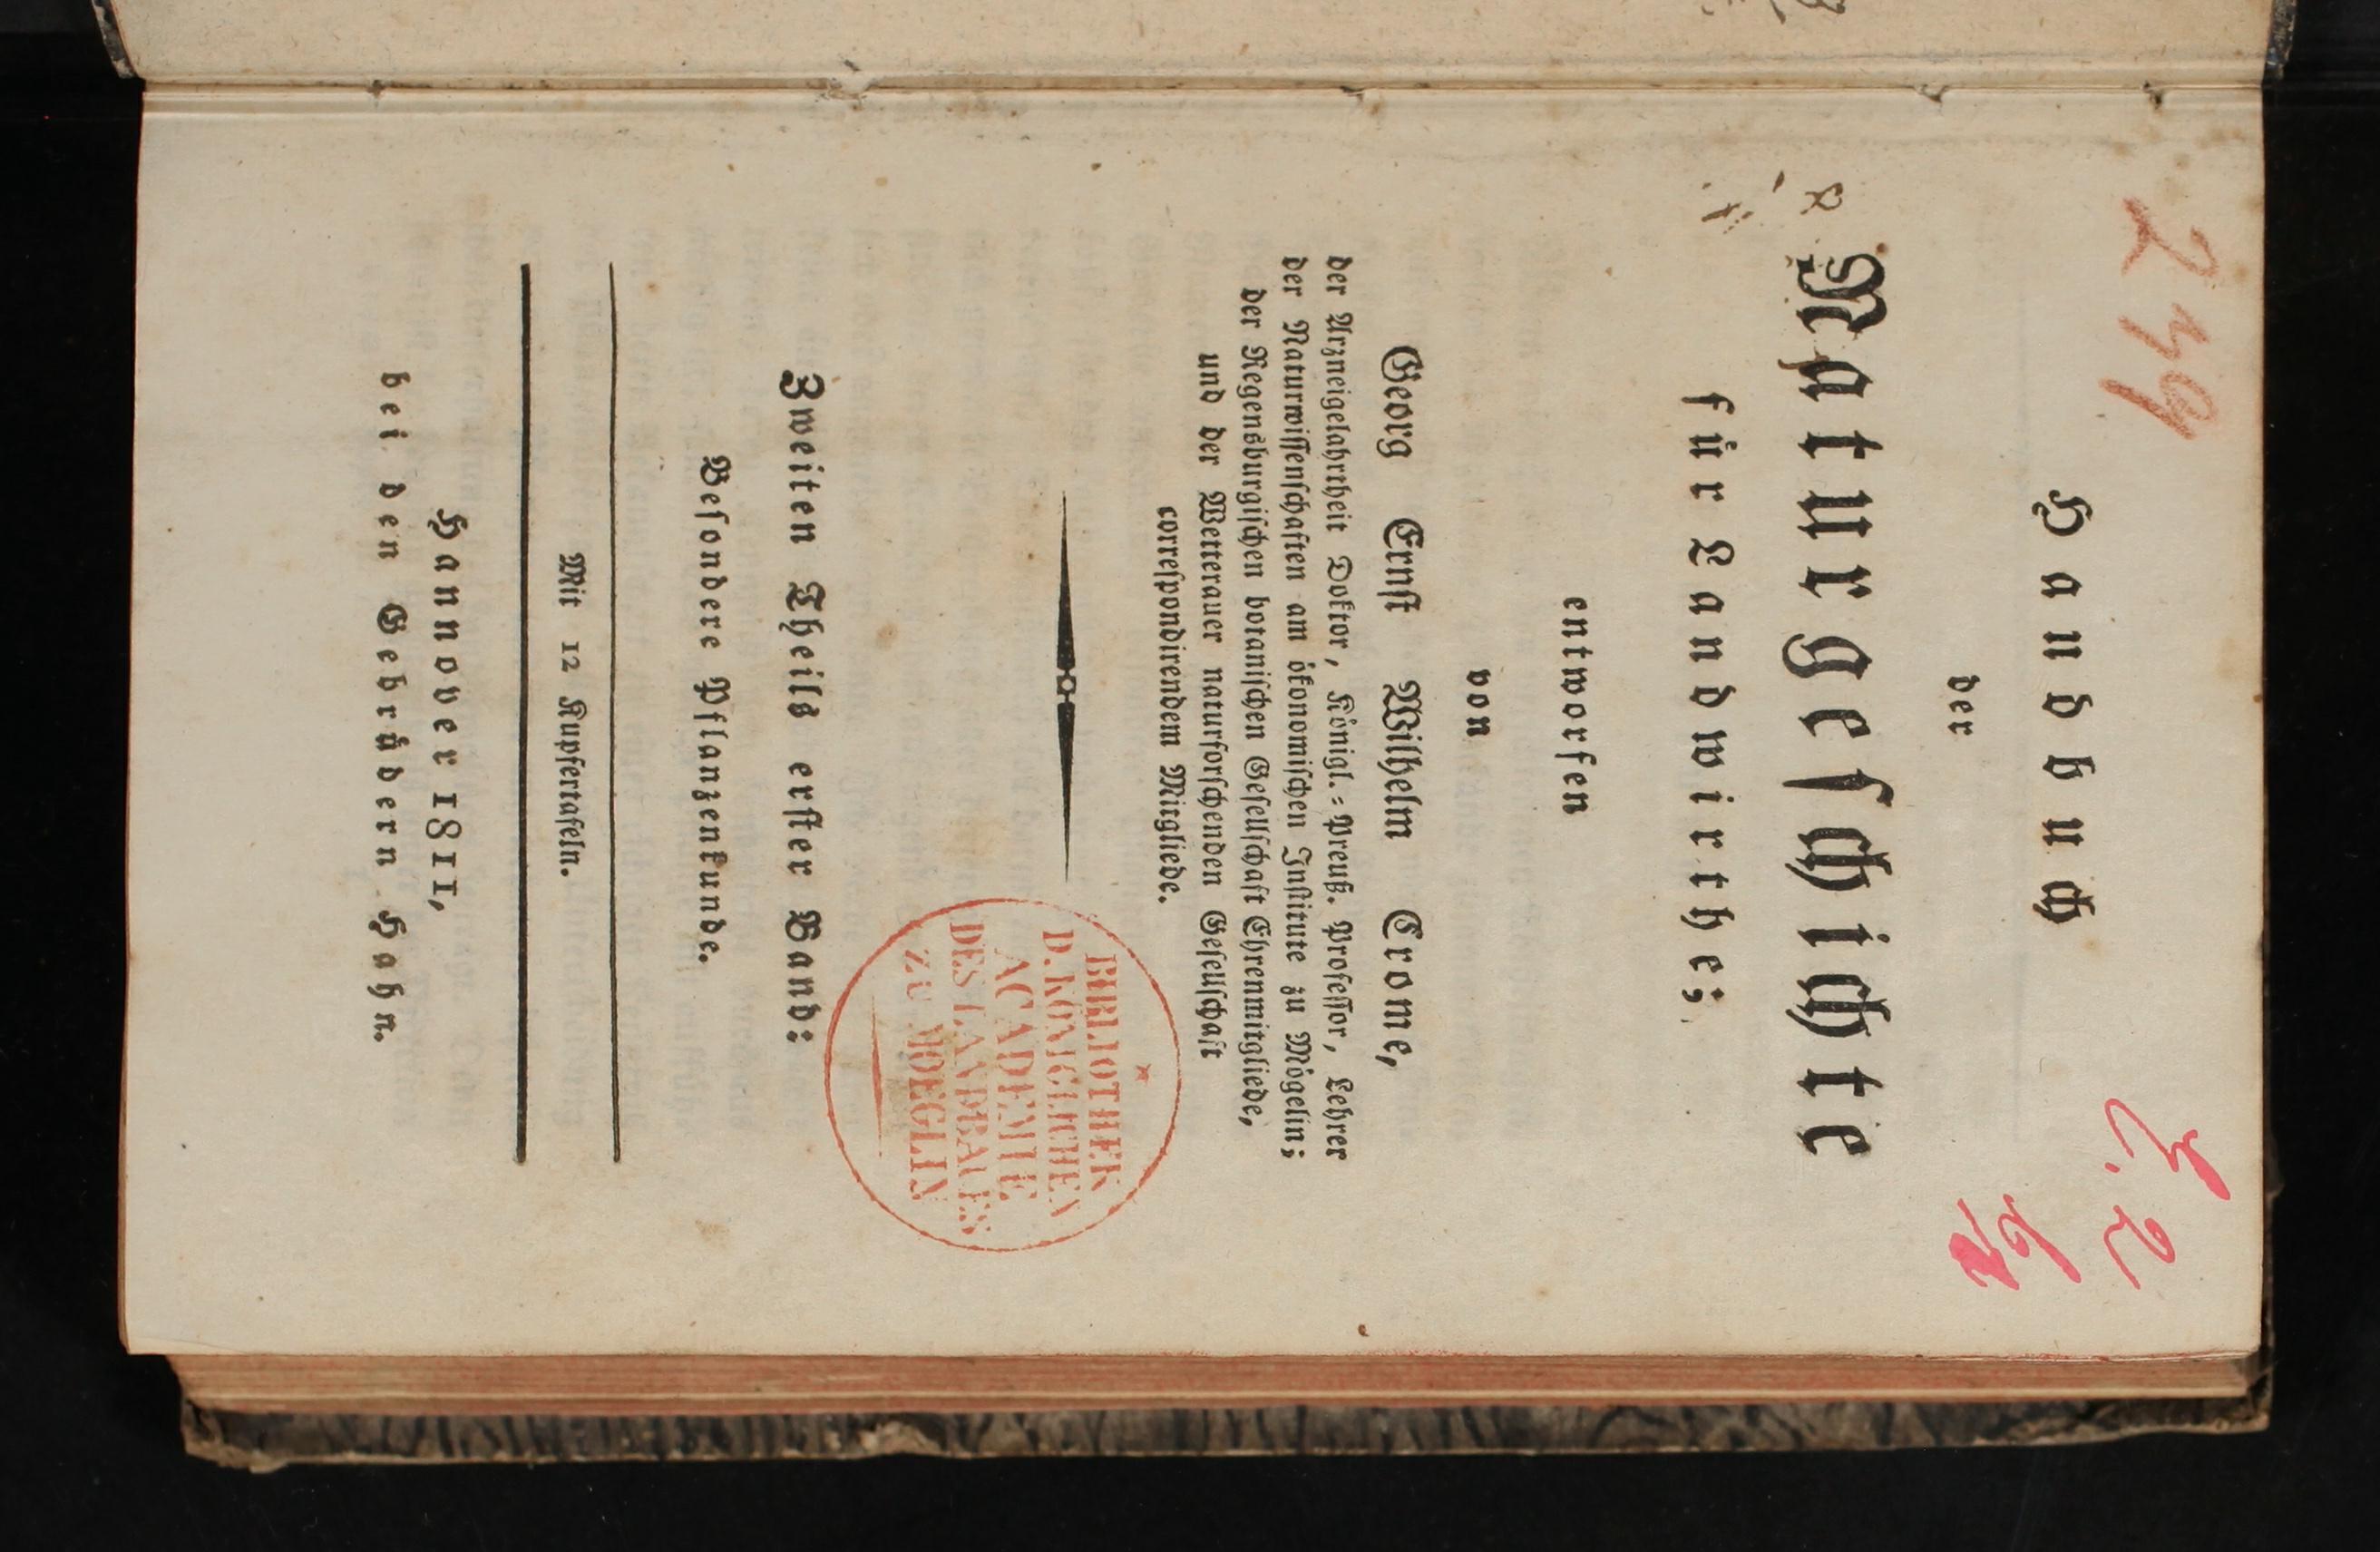 299
Handbuch
der
Naturgeschichte
für Landwirthe;
entworfen
von
Georg Ernst Wilhelm Crome,
der Arzneigelahrtheit Doktor, Königl.=Preuß. Professor, Lehrer
der Naturwissenschaften am ökonomischen Institute zu Mögelin;
der Regensburgischen botanischen Gesellschaft Ehrenmitgliede,
und der Wetterauer naturforschenden Gesellschaft
correspondirendem Mitgliede.
BIBLIOTHEK
D. KÖNIGLICHEN
ACADEMIE
DES LANDBAUES
ZU MOEGLIN
Zweiten Theils erster Band:
Besondere Pflanzenkunde.
Mit 12 Kupfertafeln.
Hannover 1811,
bei den Gebrüdern Hahn.